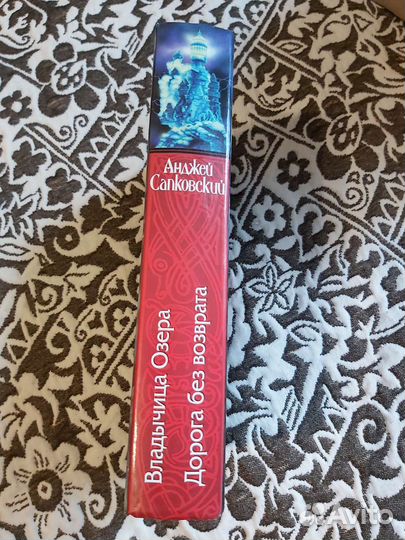 Анджей
Сапковский
Владычица Озера
Дорога без возврата
Avito